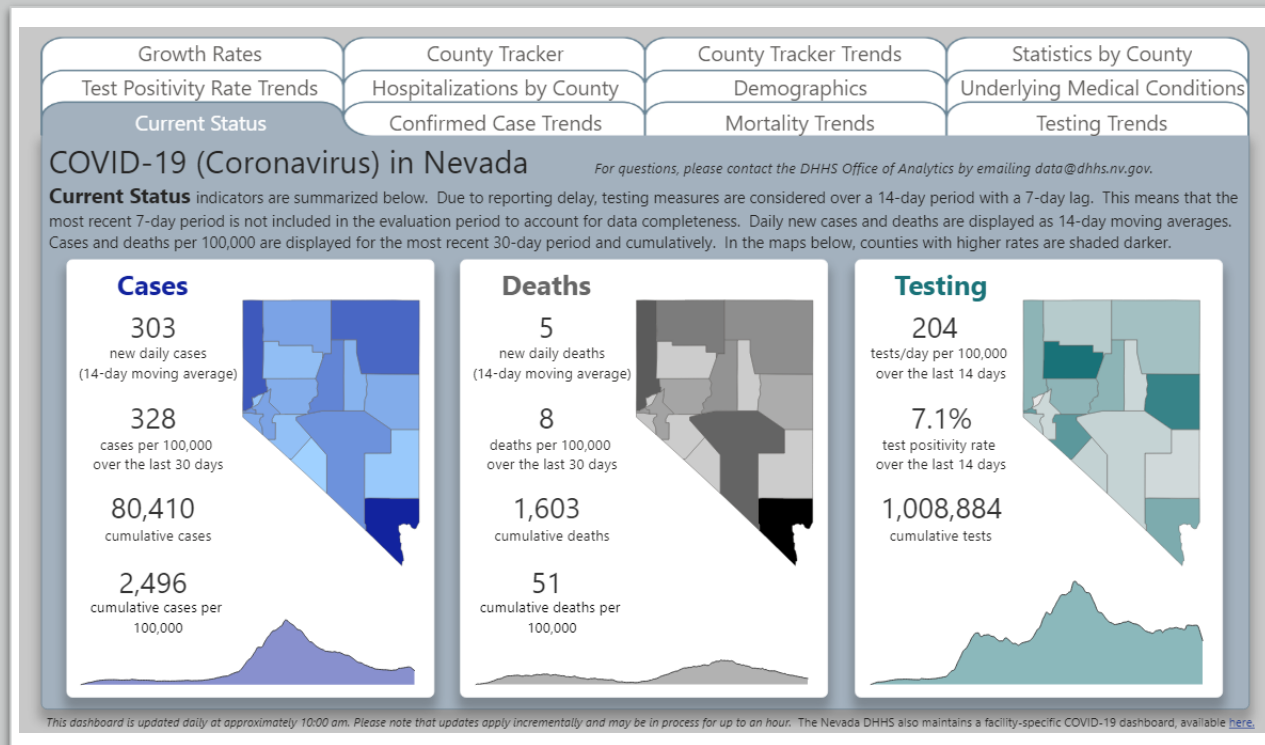 Growth Rates
County Tracker
County Tracker Trends
Statistics by County
Test Positivity Rate Trends
Hospitalizations by County
Demographics
Underlying Medical Conditions
Current Status
Confirmed Case Trends
Mortality Trends
Testing Trends
COVID-19 (Coronavirus) in Nevada
For questions, please contact the DHHS Office of Analytics by emailing data@dhhs.nv.gov.
Current Status indicators are summarized below. Due to reporting delay, testing measures are considered over a 14-day period with a 7-day lag. This means that the
most recent 7-day period is not included in the evaluation period to account for data completeness. Daily new cases and deaths are displayed as 14-day moving averages.
Cases and deaths per 100,000 are displayed for the most recent 30-day period and cumulatively. In the maps below, counties with higher rates are shaded darker.
Cases
303
new daily cases
(14-day moving average)
328
cases per 100,000
over the last 30 days
80,410
cumulative cases
2,496
cumulative cases per
100,000
Deaths
5
new daily deaths
(14-day moving average)
8
deaths per 100,000
over the last 30 days
1,603
cumulative deaths
51
cumulative deaths per
100,000
Testing
204
tests/day per 100,000
over the last 14 days
7.1%
test positivity rate
over the last 14 days
1,008,884
cumulative tests
This dashboard is updated daily at approximately 10:00 am. Please note that updates apply incrementally and may be in process for up to an hour. The Nevada DHHS also maintains a facility-specific COVID-19 dashboard, available here.